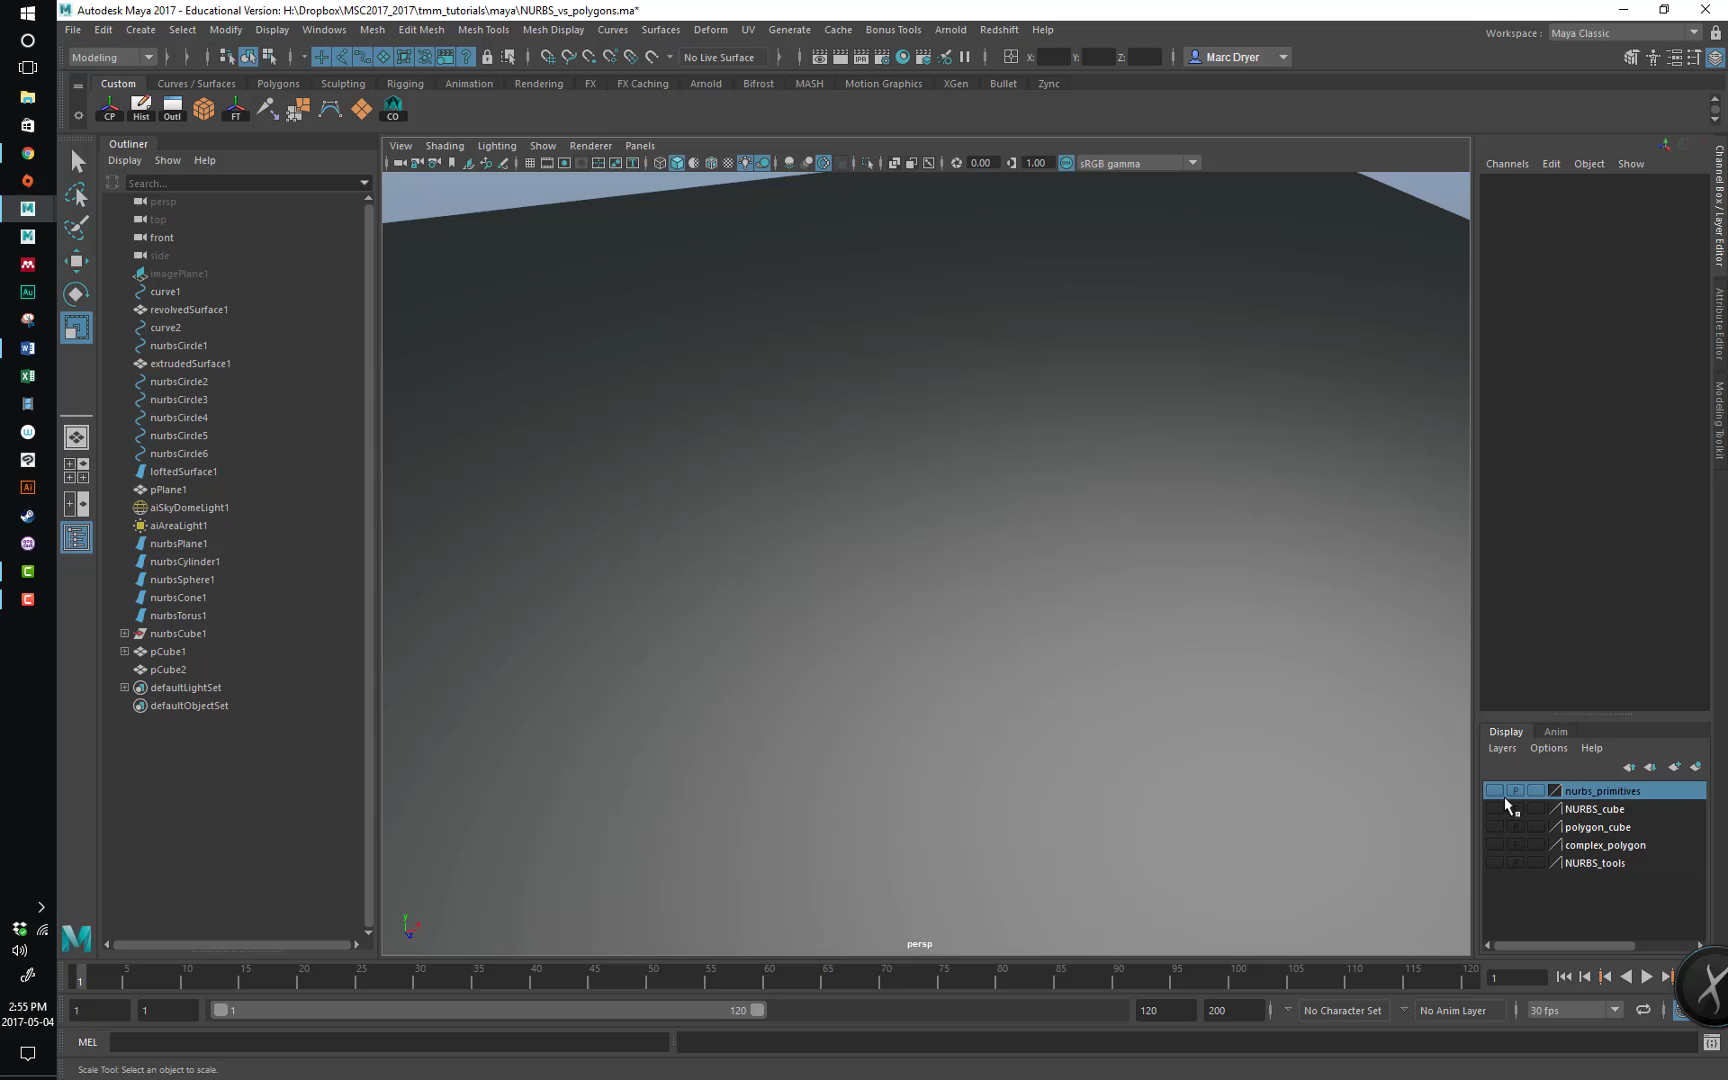 Autodesk Maya 2017 - Educational Version: H:\Dropbox\MSC2017_2017\tmm_tutorials\maya\NURBS_vs_polygons.ma*
File Edit Create Select Modify Display Windows Mesh Edit Mesh Mesh Tools Mesh Display Curves Surfaces Deform UV Generate Cache Bonus Tools Arnold Redshift Help
Workspace: Maya Classic
Modeling No Live Surface X: Y: Z: Marc Dryer
Custom Curves / Surfaces Polygons Sculpting Rigging Animation Rendering FX FX Caching Arnold Bifrost MASH Motion Graphics XGen Bullet Zync
CP Hist Outl FT CO
Outliner
Display Show Help
Search...
View Shading Lighting Show Renderer Panels
0.00 1.00 sRGB gamma
Channels Edit Object Show
Channel Box / Layer Editor
Attribute Editor
Modeling Toolkit
persp
top
front
side
imagePlane1
curve1
revolvedSurface1
curve2
nurbsCircle1
extrudedSurface1
nurbsCircle2
nurbsCircle3
nurbsCircle4
nurbsCircle5
nurbsCircle6
loftedSurface1
pPlane1
aiSkyDomeLight1
aiAreaLight1
nurbsPlane1
nurbsCylinder1
nurbsSphere1
nurbsCone1
nurbsTorus1
nurbsCube1
pCube1
pCube2
defaultLightSet
defaultObjectSet
y
persp
Display Anim
Layers Options Help
P nurbs_primitives
NURBS_cube
P polygon_cube
P complex_polygon
P NURBS_tools
1 5 10 15 20 25 30 35 40 45 50 55 60 65 70 75 80 85 90 95 100 105 110 115 120
1
1 1 1 120 120 200 No Character Set No Anim Layer 30 fps
MEL
Scale Tool: Select an object to scale.
2:55 PM
2017-05-04